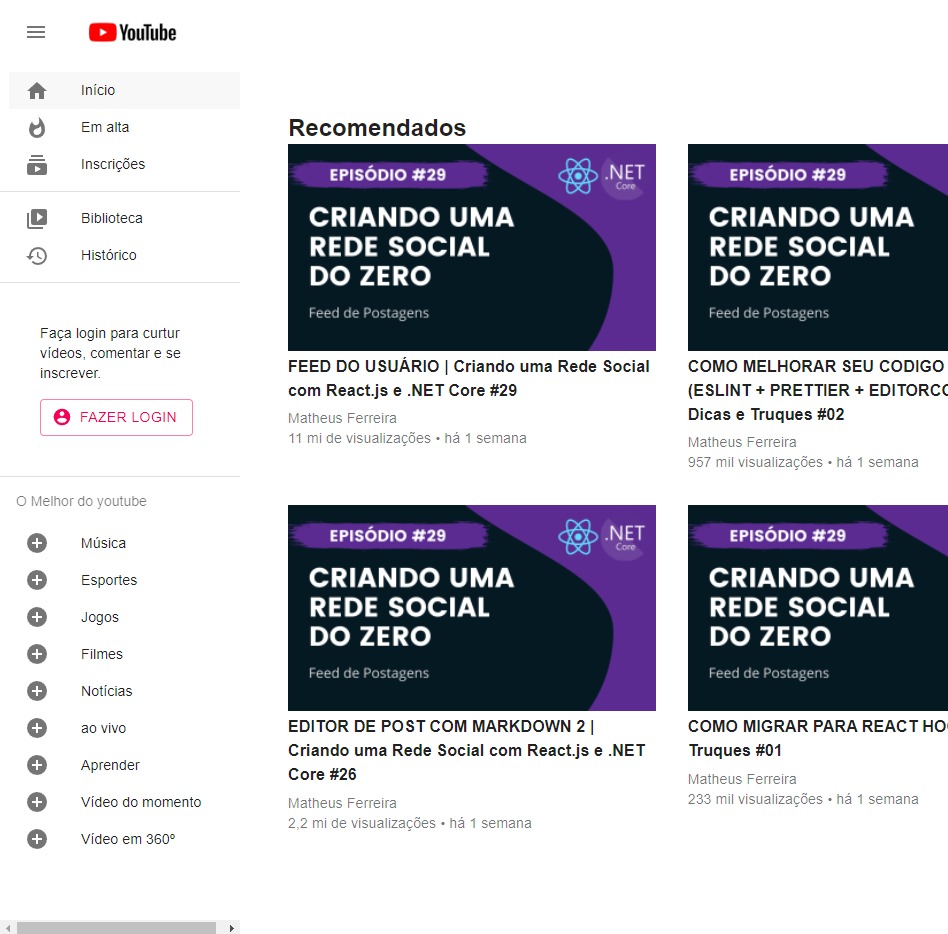 YouTube
Início
Em alta
Inscrições
Biblioteca
Histórico
Faça login para curtur
vídeos, comentar e se
inscrever.
FAZER LOGIN
O Melhor do youtube
Música
Esportes
Jogos
Filmes
Notícias
ao vivo
Aprender
Vídeo do momento
Vídeo em 360º
Recomendados
EPISÓDIO #29
.NET
Core
CRIANDO UMA
REDE SOCIAL
DO ZERO
Feed de Postagens
FEED DO USUÁRIO | Criando uma Rede Social
com React.js e .NET Core #29
Matheus Ferreira
11 mi de visualizações • há 1 semana
EPISÓDIO #29
CRIANDO UMA
REDE SOCIAL
DO ZERO
Feed de Postagens
COMO MELHORAR SEU CODIGO
(ESLINT + PRETTIER + EDITORCO
Dicas e Truques #02
Matheus Ferreira
957 mil visualizações • há 1 semana
EPISÓDIO #29
.NET
Core
CRIANDO UMA
REDE SOCIAL
DO ZERO
Feed de Postagens
EDITOR DE POST COM MARKDOWN 2 |
Criando uma Rede Social com React.js e .NET
Core #26
Matheus Ferreira
2,2 mi de visualizações • há 1 semana
EPISÓDIO #29
CRIANDO UMA
REDE SOCIAL
DO ZERO
Feed de Postagens
COMO MIGRAR PARA REACT HO
Truques #01
Matheus Ferreira
233 mil visualizações • há 1 semana